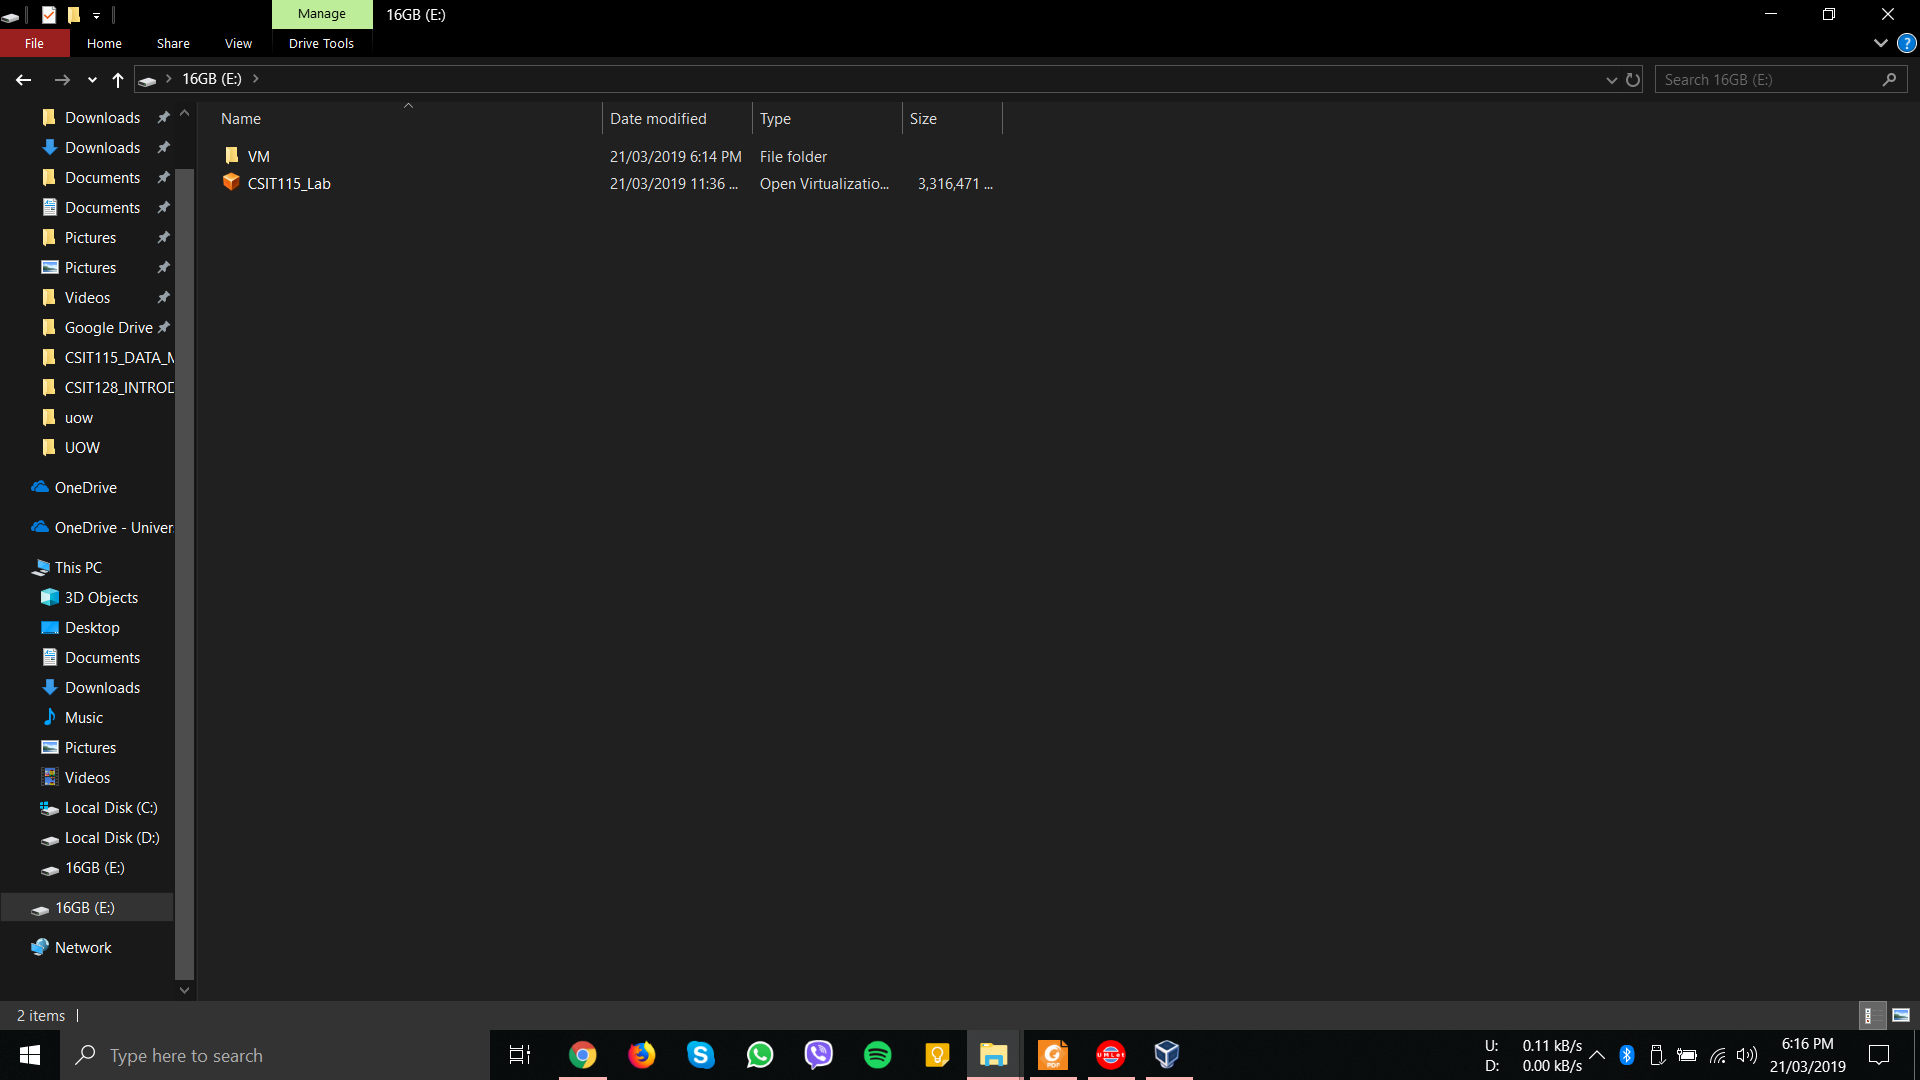 Manage
16GB (E:)
File
Home
Share
View
Drive Tools
16GB (E:)
Search 16GB (E:)
Name
Date modified
Type
Size
VM
21/03/2019 6:14 PM
File folder
CSIT115_Lab
21/03/2019 11:36 ...
Open Virtualizatio...
3,316,471 ...
Downloads
Downloads
Documents
Documents
Pictures
Pictures
Videos
Google Drive
CSIT115_DATA_M
CSIT128_INTROD
uow
UOW
OneDrive
OneDrive - Univer
This PC
3D Objects
Desktop
Documents
Downloads
Music
Pictures
Videos
Local Disk (C:)
Local Disk (D:)
16GB (E:)
16GB (E:)
Network
2 items
Type here to search
PDF
UMLet
U: 0.11 kB/s
D: 0.00 kB/s
6:16 PM
21/03/2019